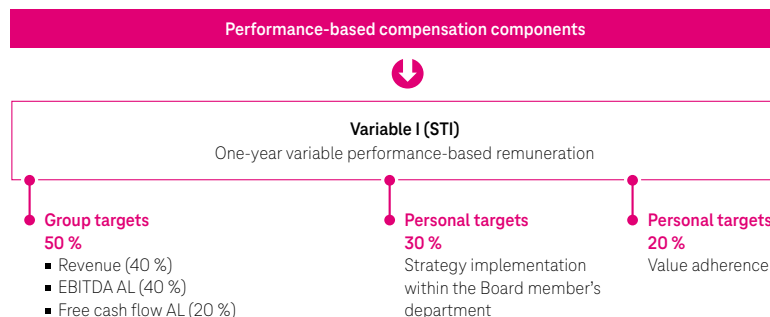 Performance-based compensation components
Variable I (STI)
One-year variable performance-based remuneration
Group targets
50 %
▪ Revenue (40 %)
▪ EBITDA AL (40 %)
▪ Free cash flow AL (20 %)
Personal targets
30 %
Strategy implementation
within the Board member’s
department
Personal targets
20 %
Value adherence